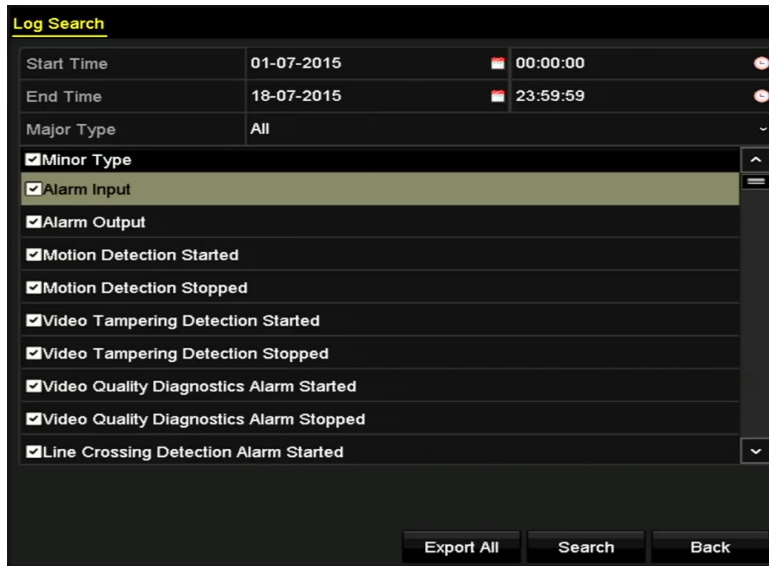 Log Search
Start Time 01-07-2015 00:00:00
End Time 18-07-2015 23:59:59
Major Type All
Minor Type
Alarm Input
Alarm Output
Motion Detection Started
Motion Detection Stopped
Video Tampering Detection Started
Video Tampering Detection Stopped
Video Quality Diagnostics Alarm Started
Video Quality Diagnostics Alarm Stopped
Line Crossing Detection Alarm Started
Export All Search Back